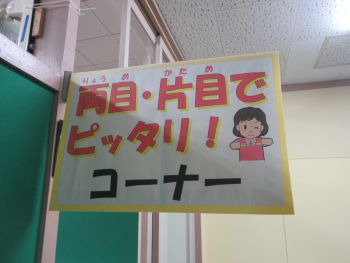 りょうめ かため
両目・片目で
ピッタリ！
コーナー